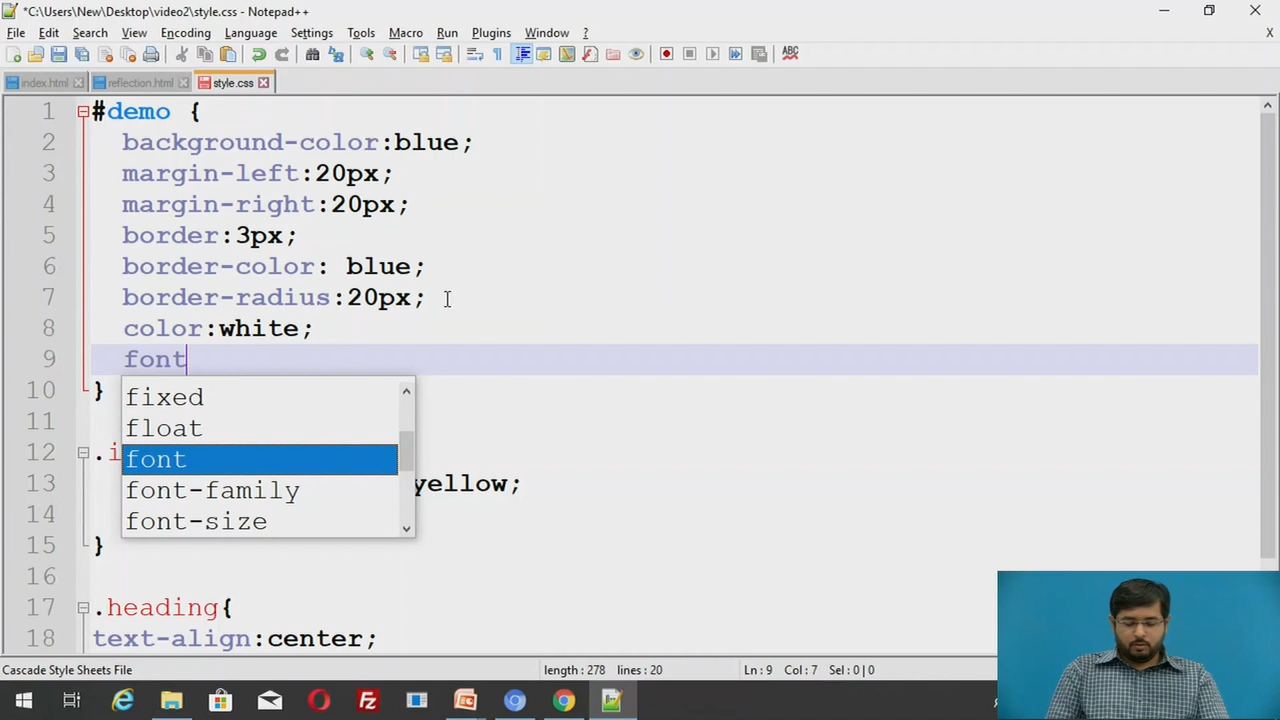 *C:\Users\New\Desktop\video2\style.css - Notepad++
File Edit Search View Encoding Language Settings Tools Macro Run Plugins Window ? X
index.html reflection.html style.css
1 #demo {
2 background-color:blue;
3 margin-left:20px;
4 margin-right:20px;
5 border:3px;
6 border-color: blue;
7 border-radius:20px;
8 color:white;
9 font
10 }
fixed
11
float
12 .i
font
13 yellow;
font-family
14
font-size
15 }
16
17 .heading{
18 text-align:center;
Cascade Style Sheets File length : 278 lines : 20 Ln : 9 Col : 7 Sel : 0 | 0